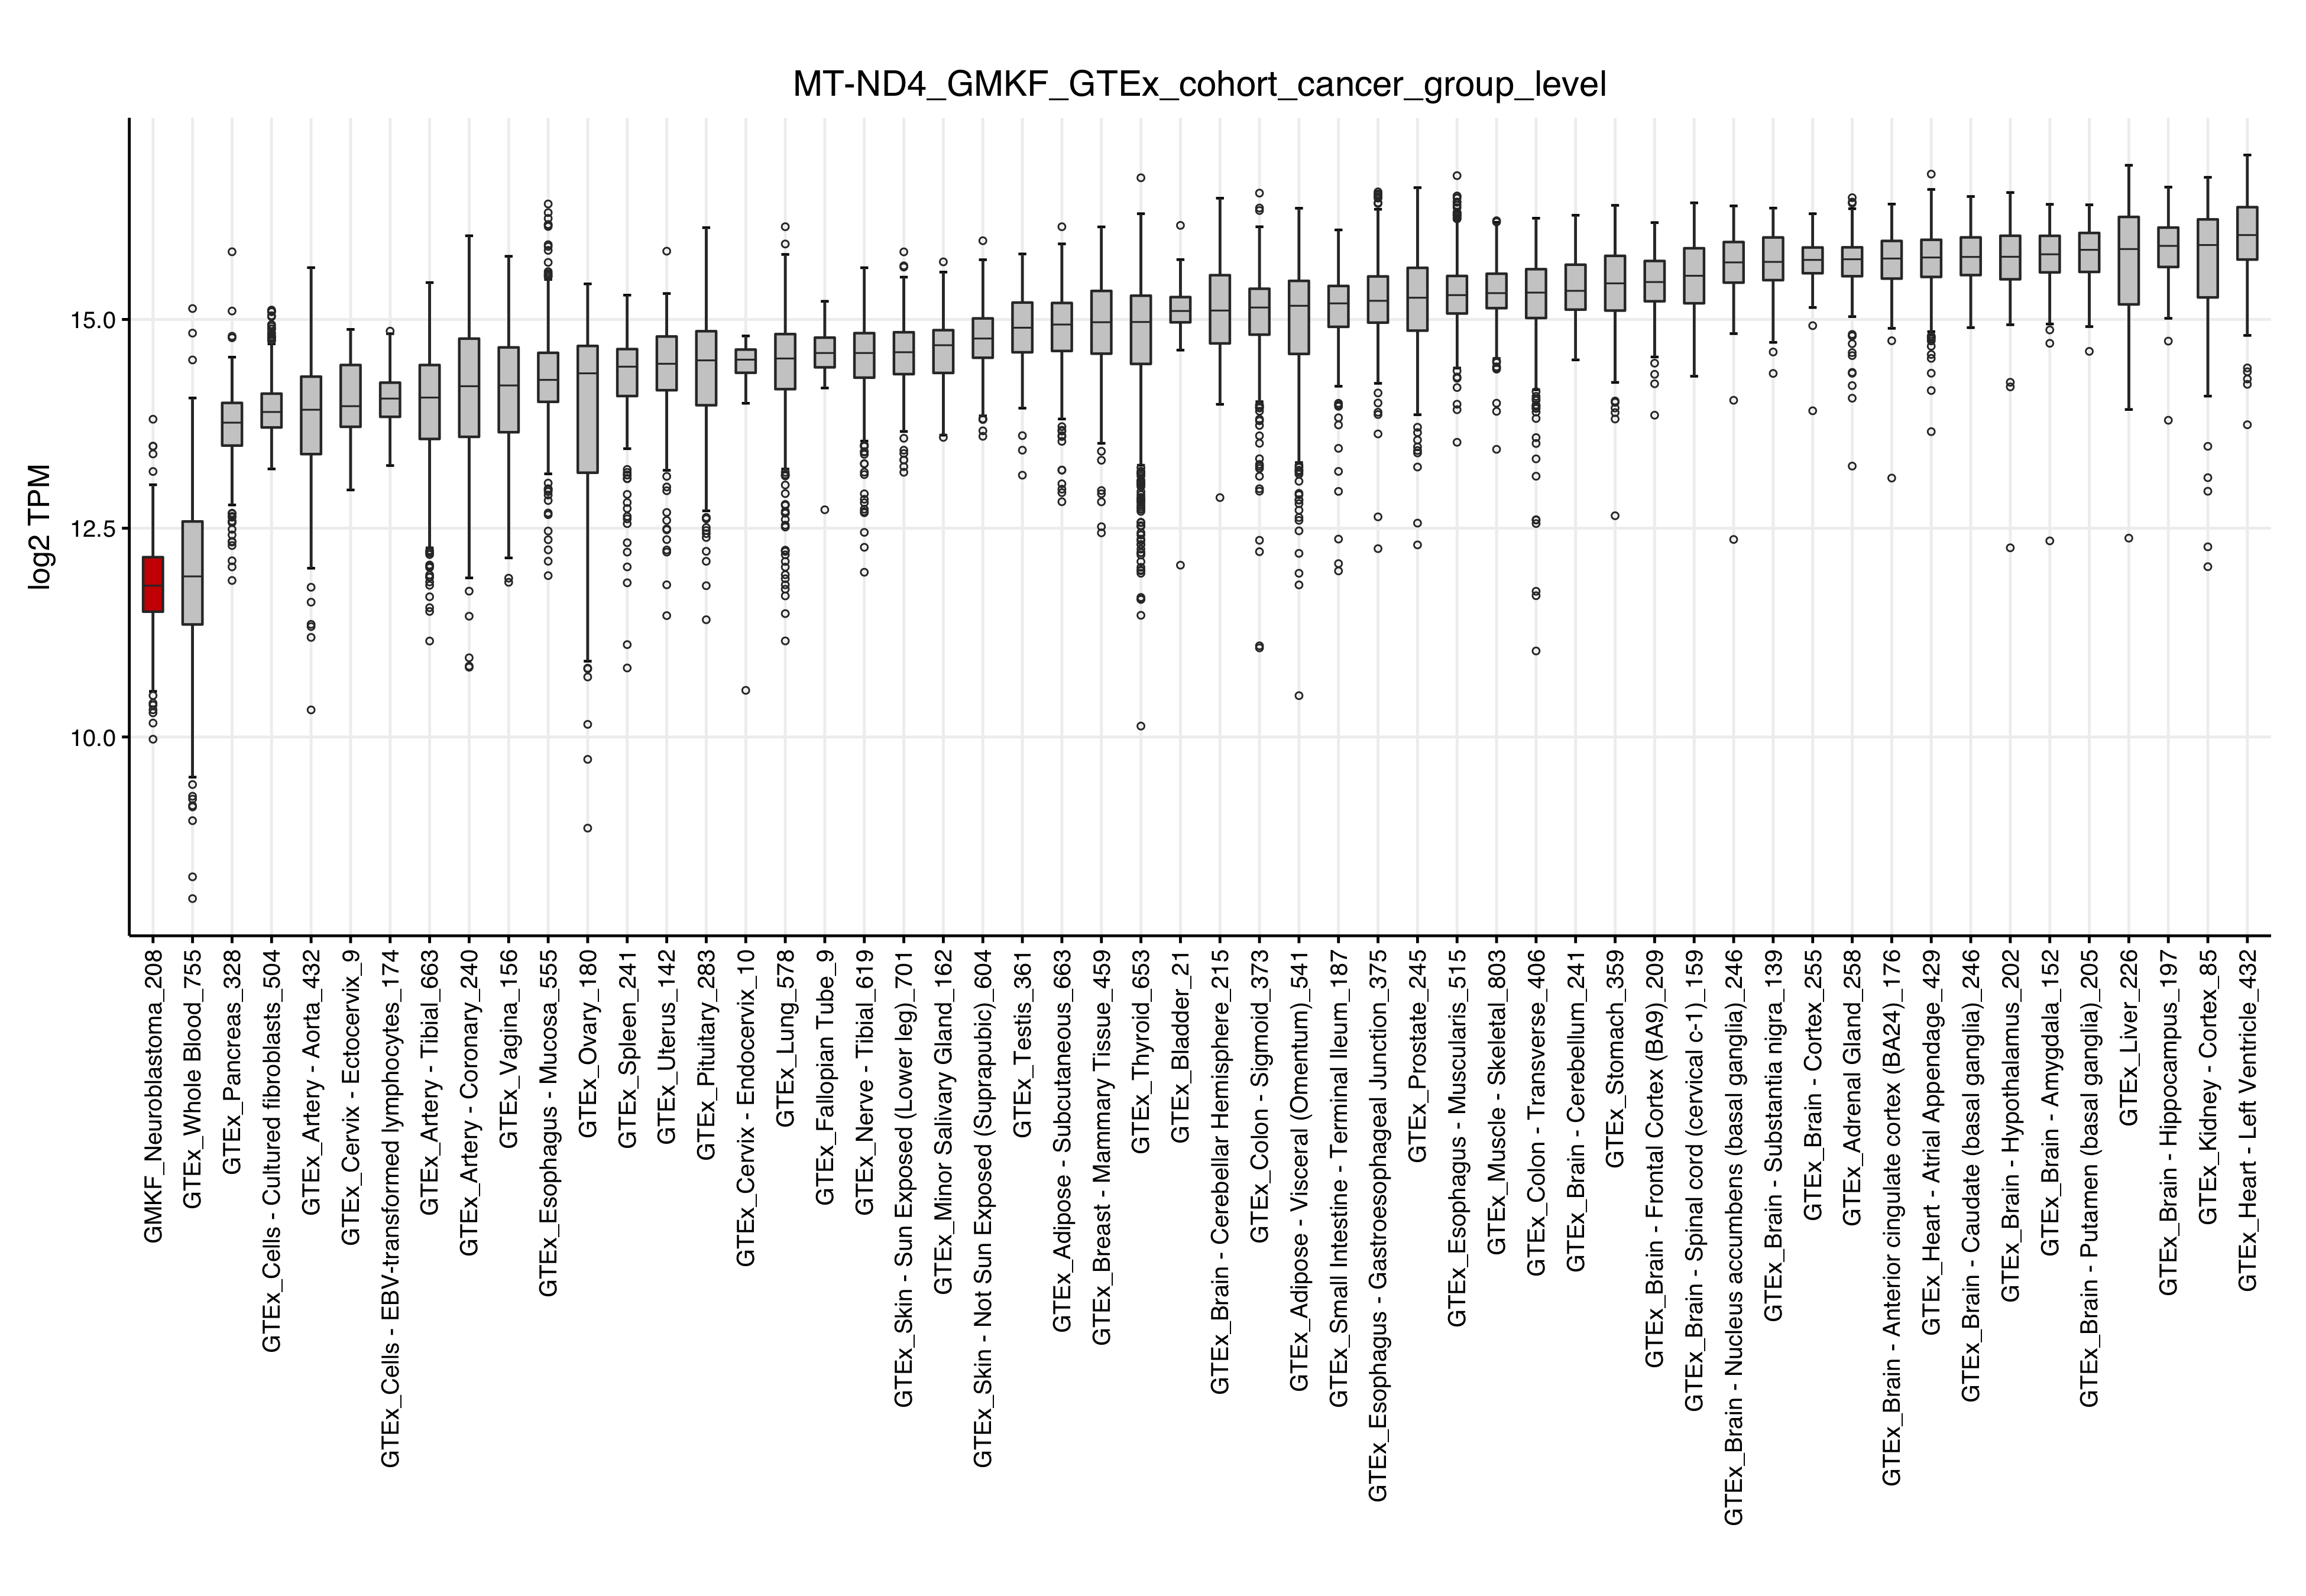 MT-ND4_GMKF_GTEx_cohort_cancer_group_level
log2 TPM
15.0
12.5
10.0
GMKF_Neuroblastoma_208
GTEx_Whole Blood_755
GTEx_Pancreas_328
GTEx_Cells - Cultured fibroblasts_504
GTEx_Artery - Aorta_432
GTEx_Cervix - Ectocervix_9
GTEx_Cells - EBV-transformed lymphocytes_174
GTEx_Artery - Tibial_663
GTEx_Artery - Coronary_240
GTEx_Vagina_156
GTEx_Esophagus - Mucosa_555
GTEx_Ovary_180
GTEx_Spleen_241
GTEx_Uterus_142
GTEx_Pituitary_283
GTEx_Cervix - Endocervix_10
GTEx_Lung_578
GTEx_Fallopian Tube_9
GTEx_Nerve - Tibial_619
GTEx_Skin - Sun Exposed (Lower leg)_701
GTEx_Minor Salivary Gland_162
GTEx_Skin - Not Sun Exposed (Suprapubic)_604
GTEx_Testis_361
GTEx_Adipose - Subcutaneous_663
GTEx_Breast - Mammary Tissue_459
GTEx_Thyroid_653
GTEx_Bladder_21
GTEx_Brain - Cerebellar Hemisphere_215
GTEx_Colon - Sigmoid_373
GTEx_Adipose - Visceral (Omentum)_541
GTEx_Small Intestine - Terminal Ileum_187
GTEx_Esophagus - Gastroesophageal Junction_375
GTEx_Prostate_245
GTEx_Esophagus - Muscularis_515
GTEx_Muscle - Skeletal_803
GTEx_Colon - Transverse_406
GTEx_Brain - Cerebellum_241
GTEx_Stomach_359
GTEx_Brain - Frontal Cortex (BA9)_209
GTEx_Brain - Spinal cord (cervical c-1)_159
GTEx_Brain - Nucleus accumbens (basal ganglia)_246
GTEx_Brain - Substantia nigra_139
GTEx_Brain - Cortex_255
GTEx_Adrenal Gland_258
GTEx_Brain - Anterior cingulate cortex (BA24)_176
GTEx_Heart - Atrial Appendage_429
GTEx_Brain - Caudate (basal ganglia)_246
GTEx_Brain - Hypothalamus_202
GTEx_Brain - Amygdala_152
GTEx_Brain - Putamen (basal ganglia)_205
GTEx_Liver_226
GTEx_Brain - Hippocampus_197
GTEx_Kidney - Cortex_85
GTEx_Heart - Left Ventricle_432